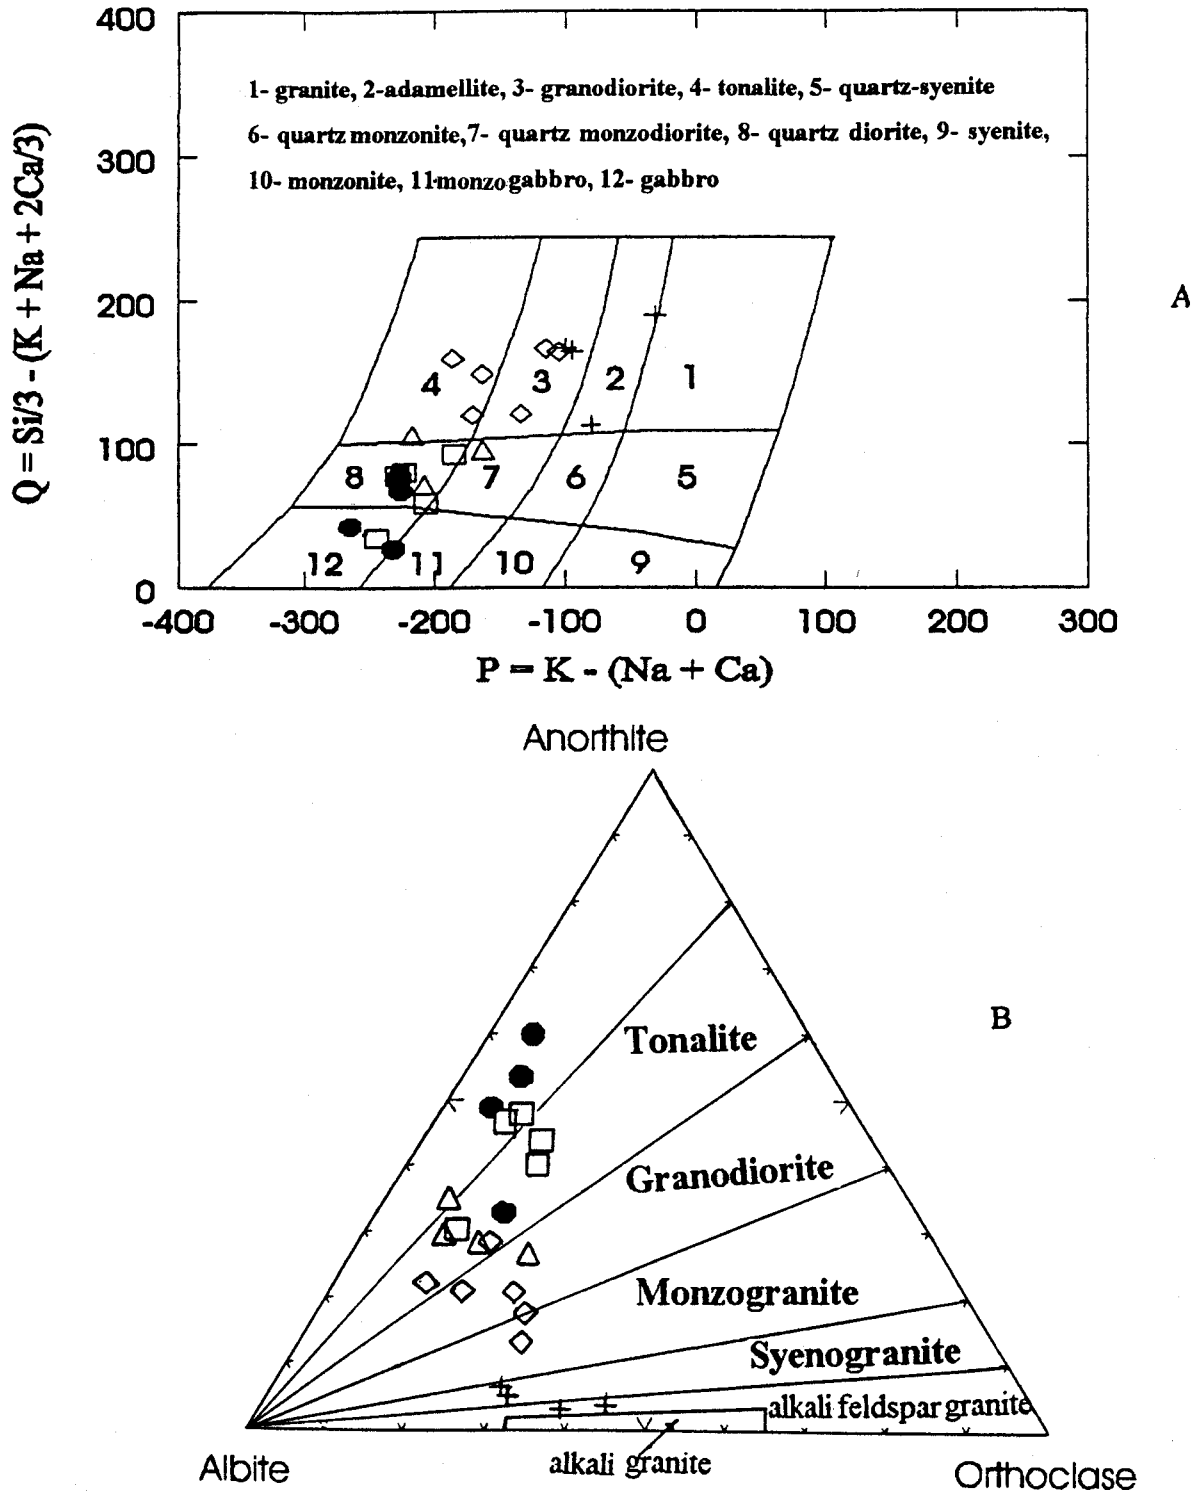 400
300
200
100
0
Q = Si/3 - (K + Na + 2Ca/3)
1- granite, 2-adamellite, 3- granodiorite, 4- tonalite, 5- quartz-syenite
6- quartz monzonite,7- quartz monzodiorite, 8- quartz diorite, 9- syenite,
10- monzonite, 11-monzogabbro, 12- gabbro
A
4 3 2 1
8 7 6 5
12 11 10 9
-400 -300 -200 -100 0 100 200 300
P = K - (Na + Ca)
Anorthite
B
Tonalite
Granodiorite
Monzogranite
Syenogranite
alkali feldspar granite
alkali granite
Albite
Orthoclase